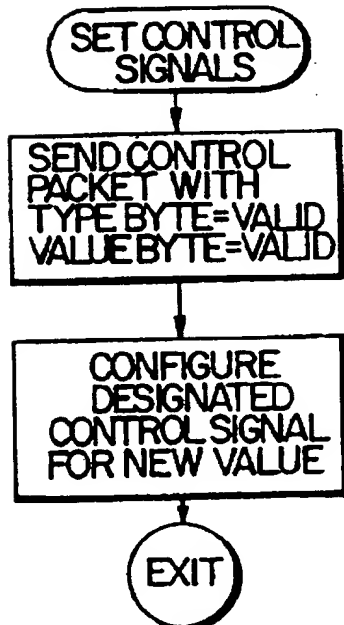 SET CONTROL
SIGNALS
SEND CONTROL
PACKET WITH
TYPE BYTE=VALID
VALUE BYTE=VALID
CONFIGURE
DESIGNATED
CONTROL SIGNAL
FOR NEW VALUE
EXIT